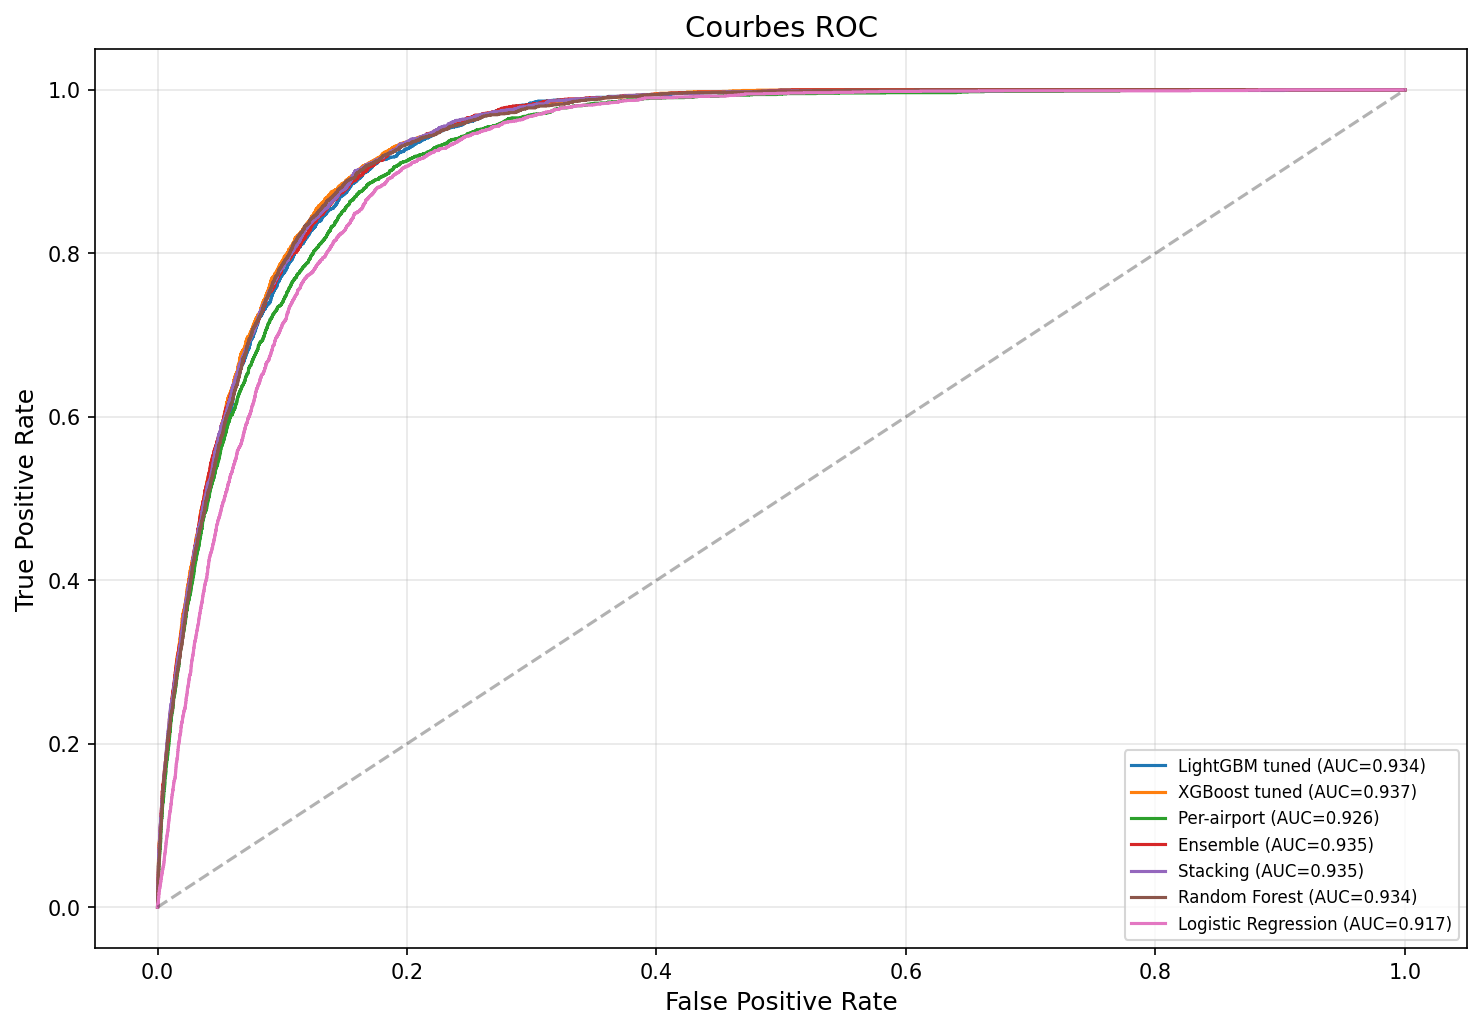 Courbes ROC
True Positive Rate
1.0
0.8
0.6
0.4
0.2
0.0
LightGBM tuned (AUC=0.934)
XGBoost tuned (AUC=0.937)
Per-airport (AUC=0.926)
Ensemble (AUC=0.935)
Stacking (AUC=0.935)
Random Forest (AUC=0.934)
Logistic Regression (AUC=0.917)
0.0 0.2 0.4 0.6 0.8 1.0
False Positive Rate